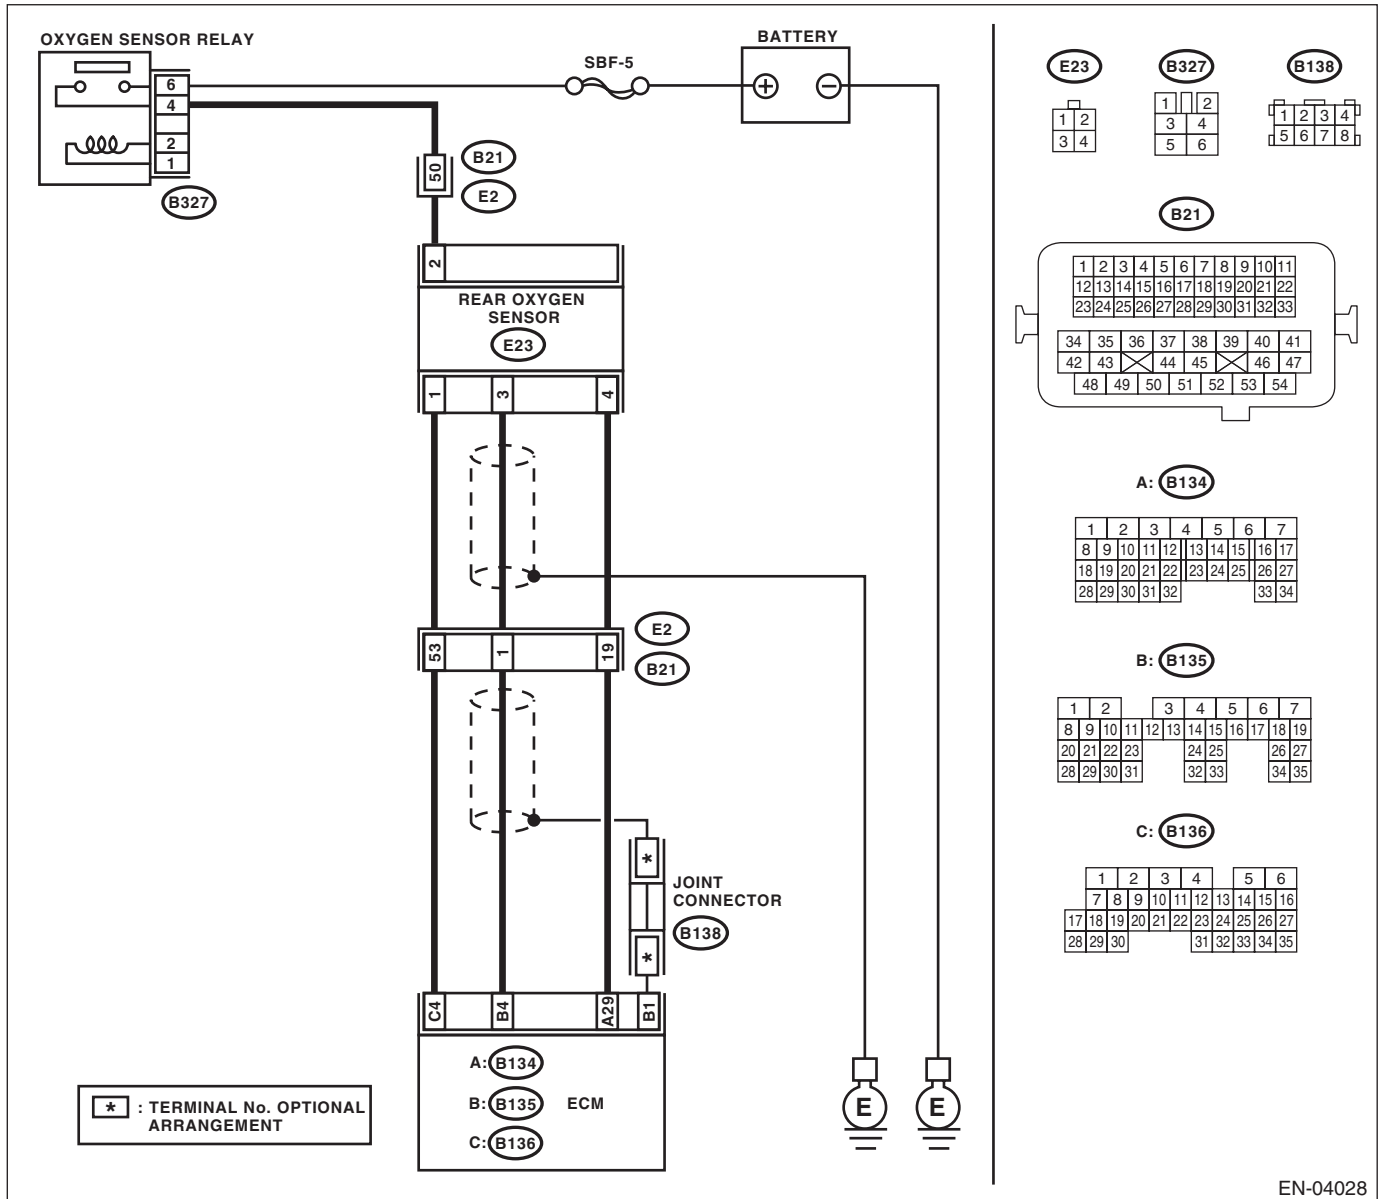 OXYGEN SENSOR RELAY
6
4
2
1
B327
SBF-5
BATTERY
+ −
50
B21
E2
2
REAR OXYGEN
SENSOR
E23
1 3 4
53 1 19
E2
B21
*
JOINT
CONNECTOR
B138
*
C4 B4 A29 B1
A: B134
B: B135 ECM
C: B136
E E
* : TERMINAL No. OPTIONAL
ARRANGEMENT
E23
1 2
3 4
B327
1 2
3 4
5 6
B138
1 2 3 4
5 6 7 8
B21
1 2 3 4 5 6 7 8 9 10 11
12 13 14 15 16 17 18 19 20 21 22
23 24 25 26 27 28 29 30 31 32 33
34 35 36 37 38 39 40 41
42 43 44 45 46 47
48 49 50 51 52 53 54
A: B134
1 2 3 4 5 6 7
8 9 10 11 12 13 14 15 16 17
18 19 20 21 22 23 24 25 26 27
28 29 30 31 32 33 34
B: B135
1 2 3 4 5 6 7
8 9 10 11 12 13 14 15 16 17 18 19
20 21 22 23 24 25 26 27
28 29 30 31 32 33 34 35
C: B136
1 2 3 4 5 6
7 8 9 10 11 12 13 14 15 16
17 18 19 20 21 22 23 24 25 26 27
28 29 30 31 32 33 34 35
EN-04028